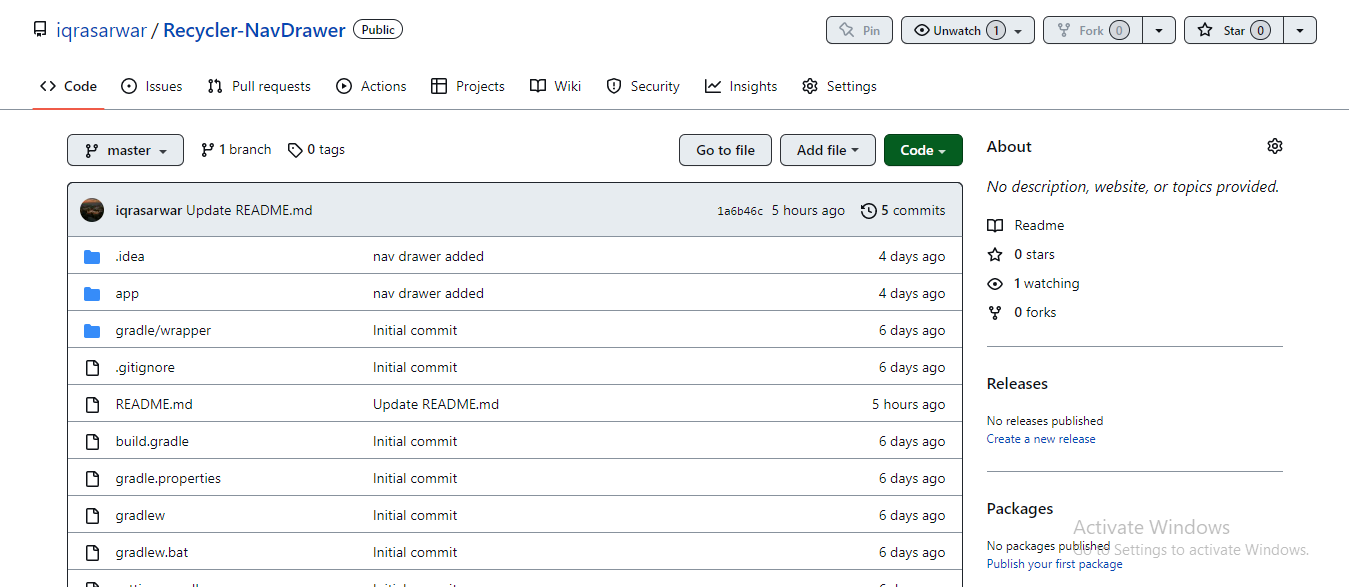 iqrasarwar / Recycler-NavDrawer Public Pin Unwatch 1 Fork 0 Star 0
Code Issues Pull requests Actions Projects Wiki Security Insights Settings
master 1 branch 0 tags Go to file Add file Code
iqrasarwar Update README.md 1a6b46c 5 hours ago 5 commits
.idea nav drawer added 4 days ago
app nav drawer added 4 days ago
gradle/wrapper Initial commit 6 days ago
.gitignore Initial commit 6 days ago
README.md Update README.md 5 hours ago
build.gradle Initial commit 6 days ago
gradle.properties Initial commit 6 days ago
gradlew Initial commit 6 days ago
gradlew.bat Initial commit 6 days ago
About
No description, website, or topics provided.
Readme
0 stars
1 watching
0 forks
Releases
No releases published
Create a new release
Packages
No packages published
Publish your first package
Activate Windows
Go to Settings to activate Windows.